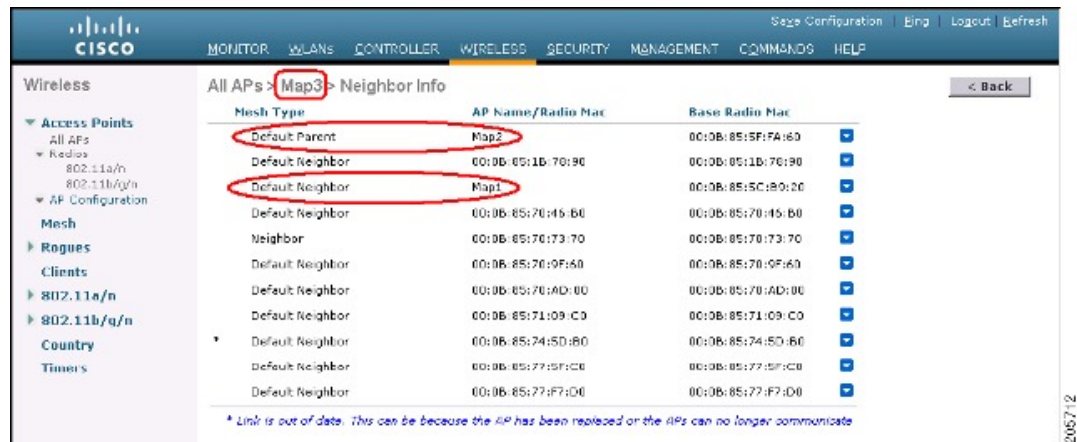 Save Configuration | Ping | Logout | Refresh
CISCO
MONITOR WLANs CONTROLLER WIRELESS SECURITY MANAGEMENT COMMANDS HELP
Wireless
Access Points
All APs
Radios
802.11a/n
802.11b/g/n
AP Configuration
Mesh
Rogues
Clients
802.11a/n
802.11b/g/n
Country
Timers
All APs > Map3 > Neighbor Info
< Back
Mesh Type AP Name/Radio Mac Base Radio Mac
Default Parent Map2 00:0B:85:5F:FA:60
Default Neighbor 00:0B:85:1B:78:90 00:0B:85:1B:78:90
Default Neighbor Map1 00:0B:85:5C:B9:20
Default Neighbor 00:0B:85:70:46:B0 00:0B:85:70:46:B0
Neighbor 00:0B:85:70:73:70 00:0B:85:70:73:70
Default Neighbor 00:0B:85:70:9F:60 00:0B:85:70:9F:60
Default Neighbor 00:0B:85:70:AD:00 00:0B:85:70:AD:00
Default Neighbor 00:0B:85:71:09:C0 00:0B:85:71:09:C0
* Default Neighbor 00:0B:85:74:5D:B0 00:0B:85:74:5D:B0
Default Neighbor 00:0B:85:77:5F:C0 00:0B:85:77:5F:C0
Default Neighbor 00:0B:85:77:F7:D0 00:0B:85:77:F7:D0
* Link is out of date. This can be because the AP has been replaced or the APs can no longer communicate
205712